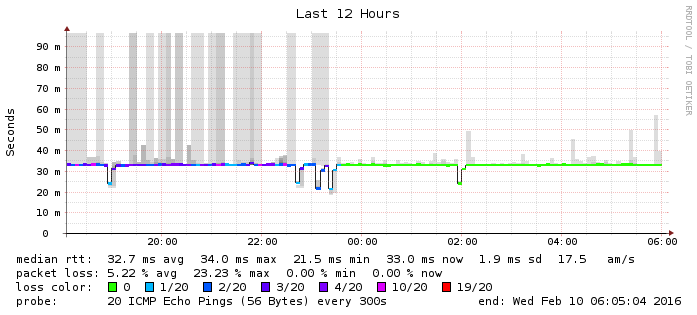 Last 12 Hours
RRDTOOL / TOBI OETIKER
Seconds
90 m
80 m
70 m
60 m
50 m
40 m
30 m
20 m
10 m
0
20:00 22:00 00:00 02:00 04:00 06:00
median rtt: 32.7 ms avg 34.0 ms max 21.5 ms min 33.0 ms now 1.9 ms sd 17.5 am/s
packet loss: 5.22 % avg 23.23 % max 0.00 % min 0.00 % now
loss color: 0 1/20 2/20 3/20 4/20 10/20 19/20
probe: 20 ICMP Echo Pings (56 Bytes) every 300s end: Wed Feb 10 06:05:04 2016